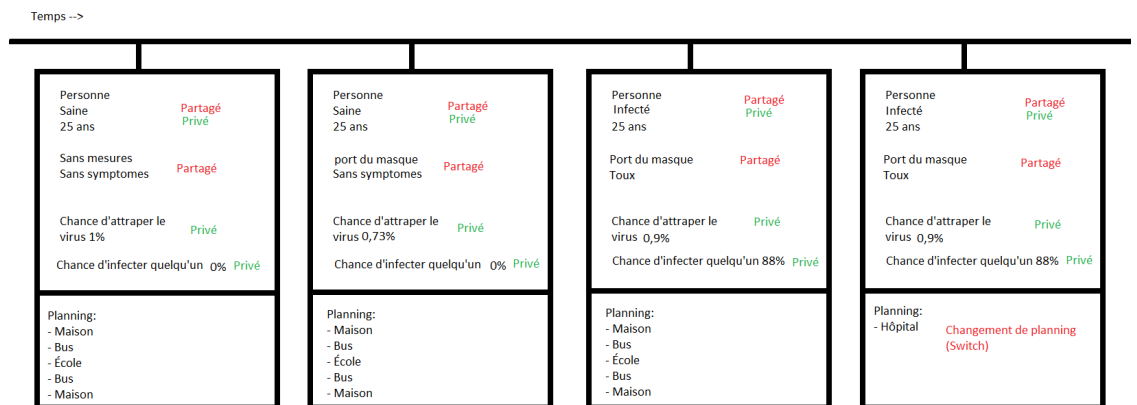 Temps -->
Personne
Saine
25 ans
Partagé
Privé
Sans mesures
Sans symptomes
Partagé
Chance d'attraper le
virus 1%
Privé
Chance d'infecter quelqu'un 0% Privé
Planning:
- Maison
- Bus
- École
- Bus
- Maison
Personne
Saine
25 ans
Partagé
Privé
port du masque
Sans symptomes
Partagé
Chance d'attraper le
virus 0,73%
Privé
Chance d'infecter quelqu'un 0% Privé
Planning:
- Maison
- Bus
- École
- Bus
- Maison
Personne
Infecté
25 ans
Partagé
Privé
Port du masque
Toux
Partagé
Chance d'attraper le
virus 0,9%
Privé
Chance d'infecter quelqu'un 88% Privé
Planning:
- Maison
- Bus
- École
- Bus
- Maison
Personne
Infecté
25 ans
Partagé
Privé
Port du masque
Toux
Partagé
Chance d'attraper le
virus 0,9%
Privé
Chance d'infecter quelqu'un 88% Privé
Planning:
- Hôpital
Changement de planning
(Switch)